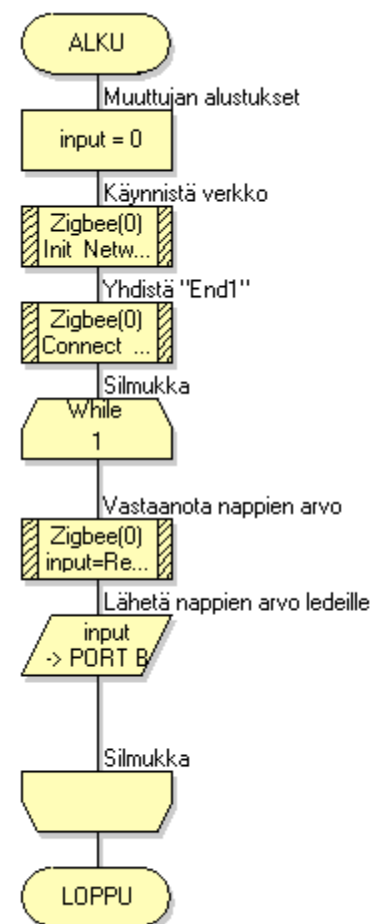 ALKU
Muuttujan alustukset
input = 0
Käynnistä verkko
Zigbee(0)
Init Netw...
Yhdistä "End1"
Zigbee(0)
Connect ...
Silmukka
While
1
Vastaanota nappien arvo
Zigbee(0)
input=Re...
Lähetä nappien arvo ledeille
input
-> PORT B
Silmukka
LOPPU